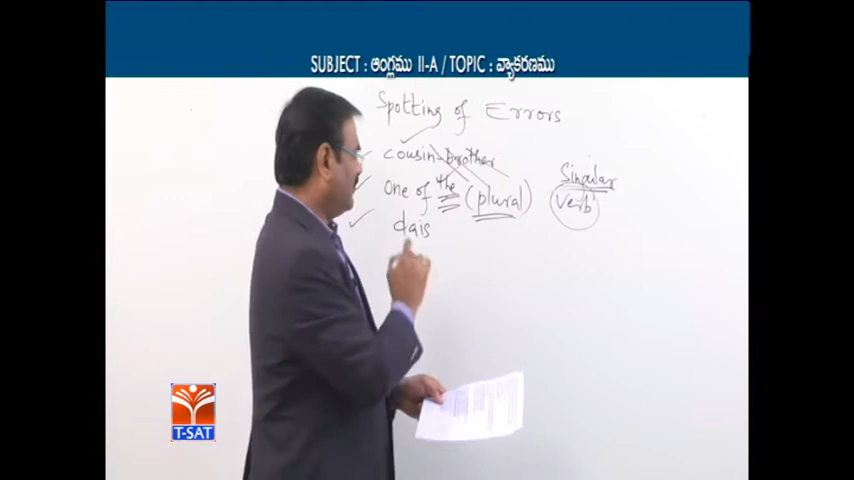 SUBJECT : ఆంగ్లము II-A / TOPIC : వ్యాకరణము
Spotting of Errors
cousin-brother
One of the (plural) Singular Verb
dais
T-SAT